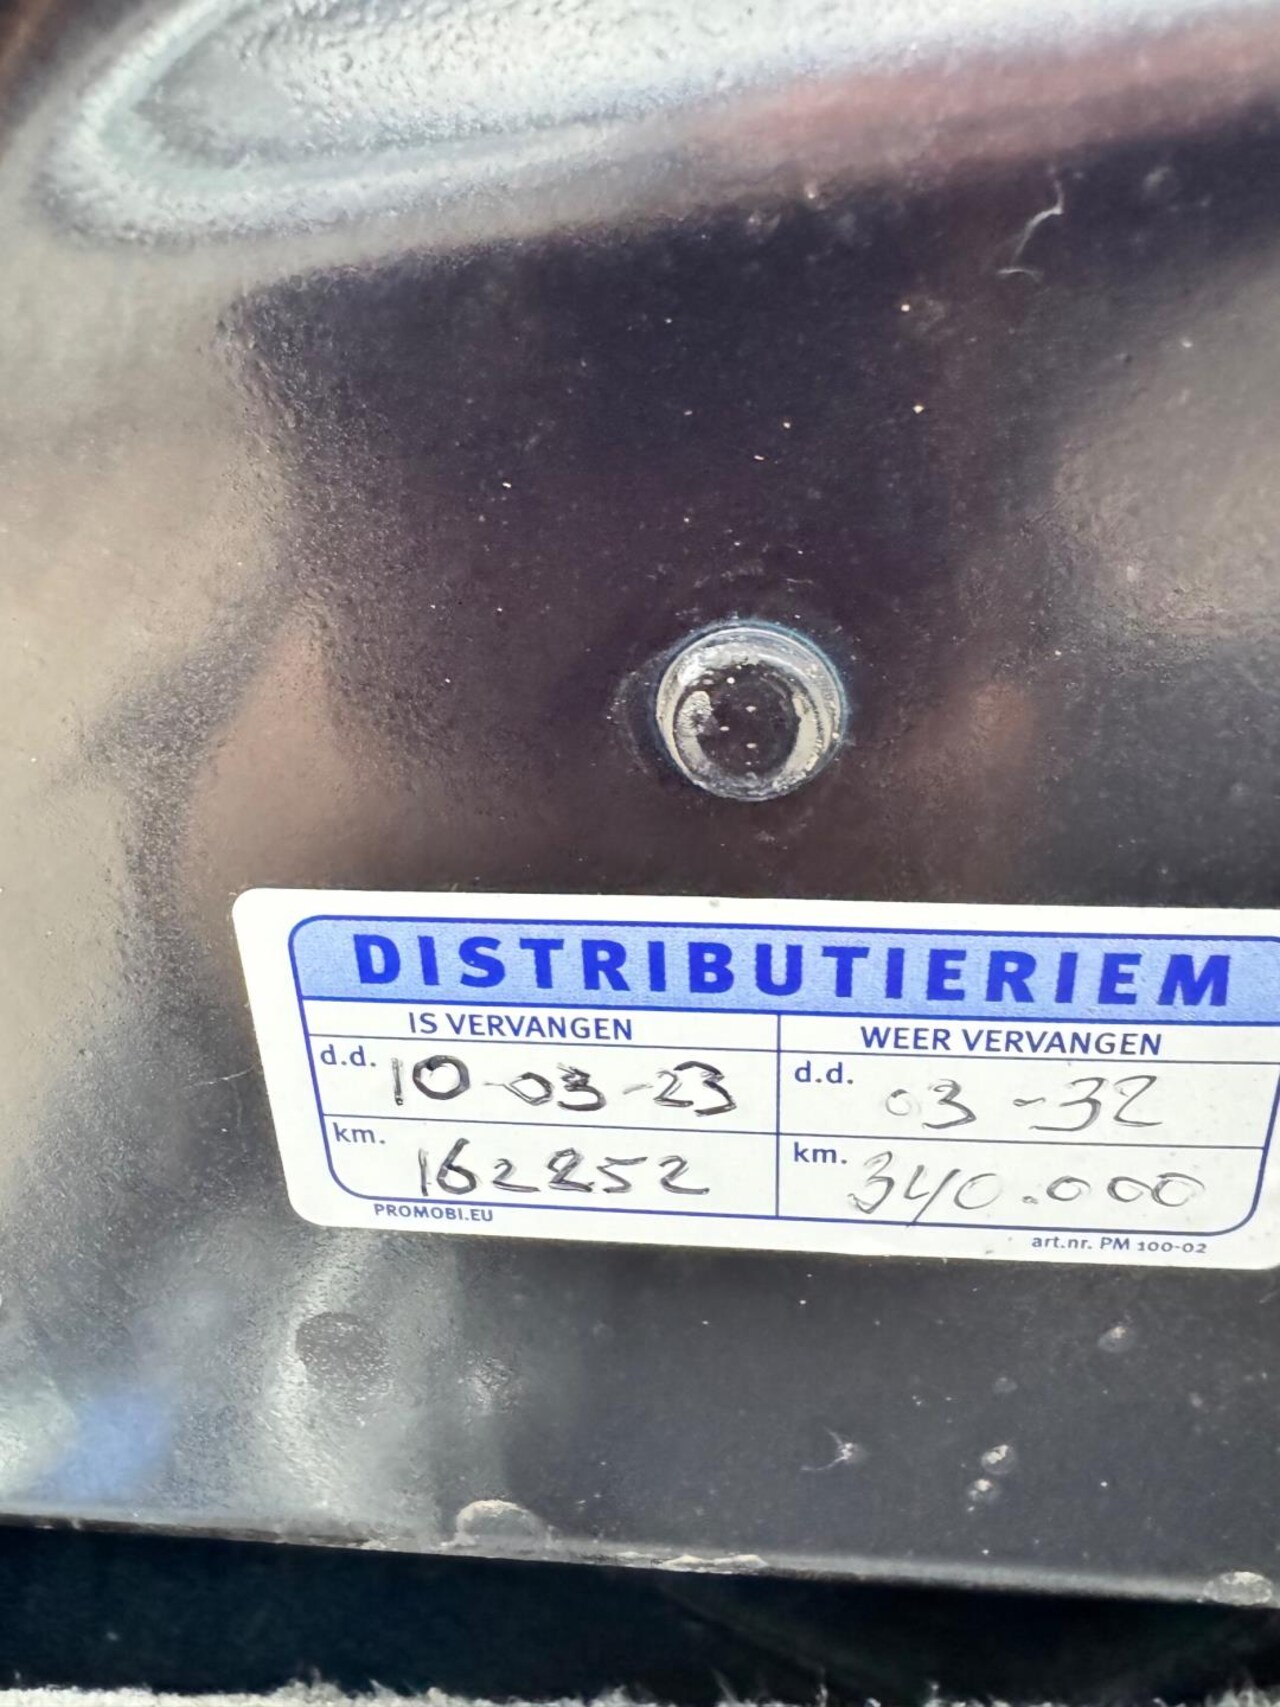 DISTRIBUTIERIEM
IS VERVANGEN WEER VERVANGEN
d.d. 10-03-23 d.d. 03-32
km. 162252 km. 340.000
PROMOBI.EU art.nr. PM 100-02